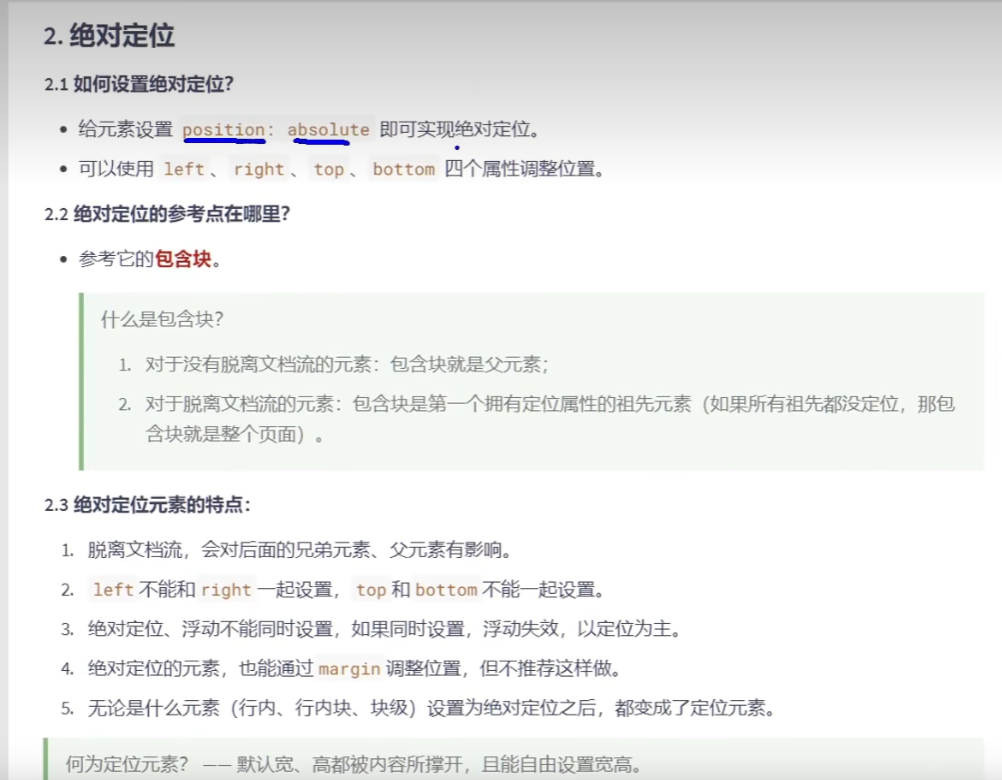 2. 绝对定位
2.1 如何设置绝对定位？
• 给元素设置 position: absolute 即可实现绝对定位。
• 可以使用 left 、 right 、 top 、 bottom 四个属性调整位置。
2.2 绝对定位的参考点在哪里？
• 参考它的包含块。
什么是包含块？
1. 对于没有脱离文档流的元素：包含块就是父元素；
2. 对于脱离文档流的元素：包含块是第一个拥有定位属性的祖先元素（如果所有祖先都没定位，那包
含块就是整个页面）。
2.3 绝对定位元素的特点：
1. 脱离文档流，会对后面的兄弟元素、父元素有影响。
2. left 不能和 right 一起设置， top 和 bottom 不能一起设置。
3. 绝对定位、浮动不能同时设置，如果同时设置，浮动失效，以定位为主。
4. 绝对定位的元素，也能通过 margin 调整位置，但不推荐这样做。
5. 无论是什么元素（行内、行内块、块级）设置为绝对定位之后，都变成了定位元素。
何为定位元素？ —— 默认宽、高都被内容所撑开，且能自由设置宽高。